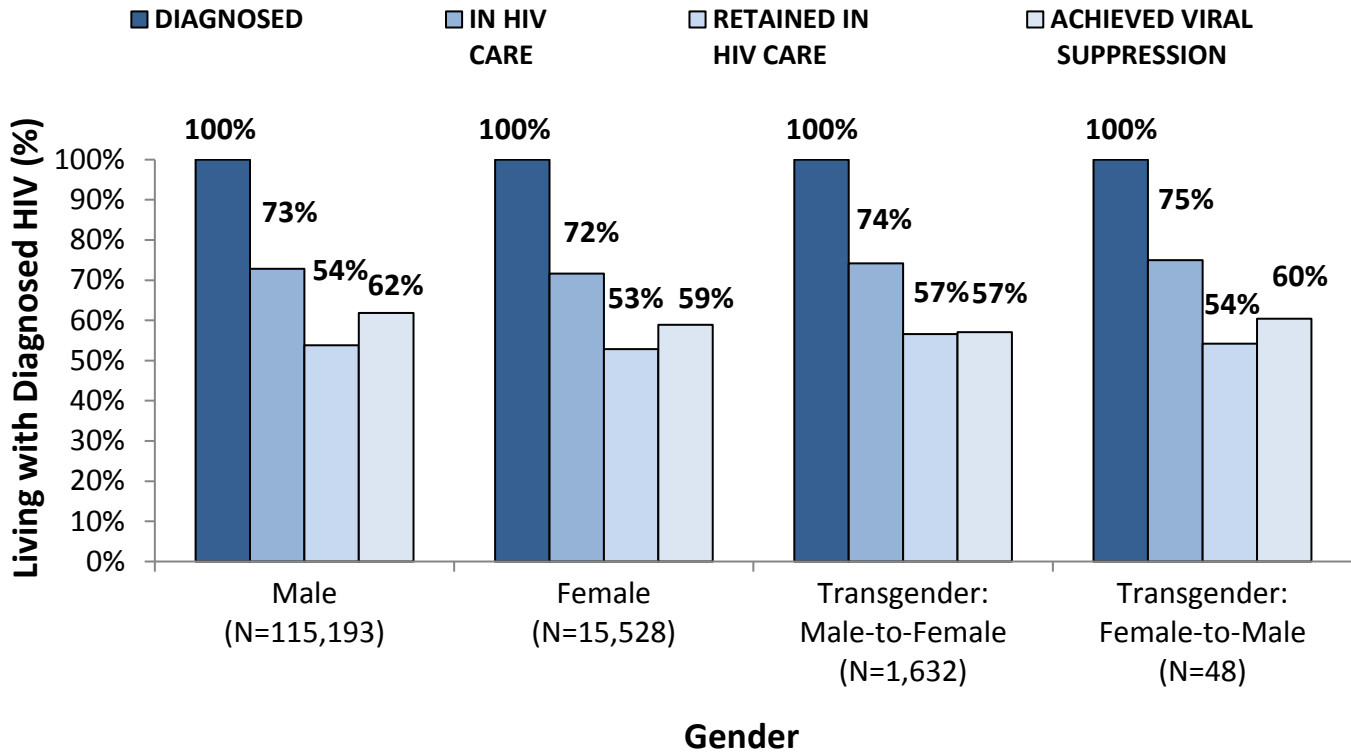 DIAGNOSED
IN HIV
CARE
RETAINED IN
HIV CARE
ACHIEVED VIRAL
SUPPRESSION
Living with Diagnosed HIV (%)
100%
90%
80%
70%
60%
50%
40%
30%
20%
10%
0%
100%
73%
54%
62%
100%
72%
53%
59%
100%
74%
57%
57%
100%
75%
54%
60%
Male
(N=115,193)
Female
(N=15,528)
Transgender:
Male-to-Female
(N=1,632)
Transgender:
Female-to-Male
(N=48)
Gender